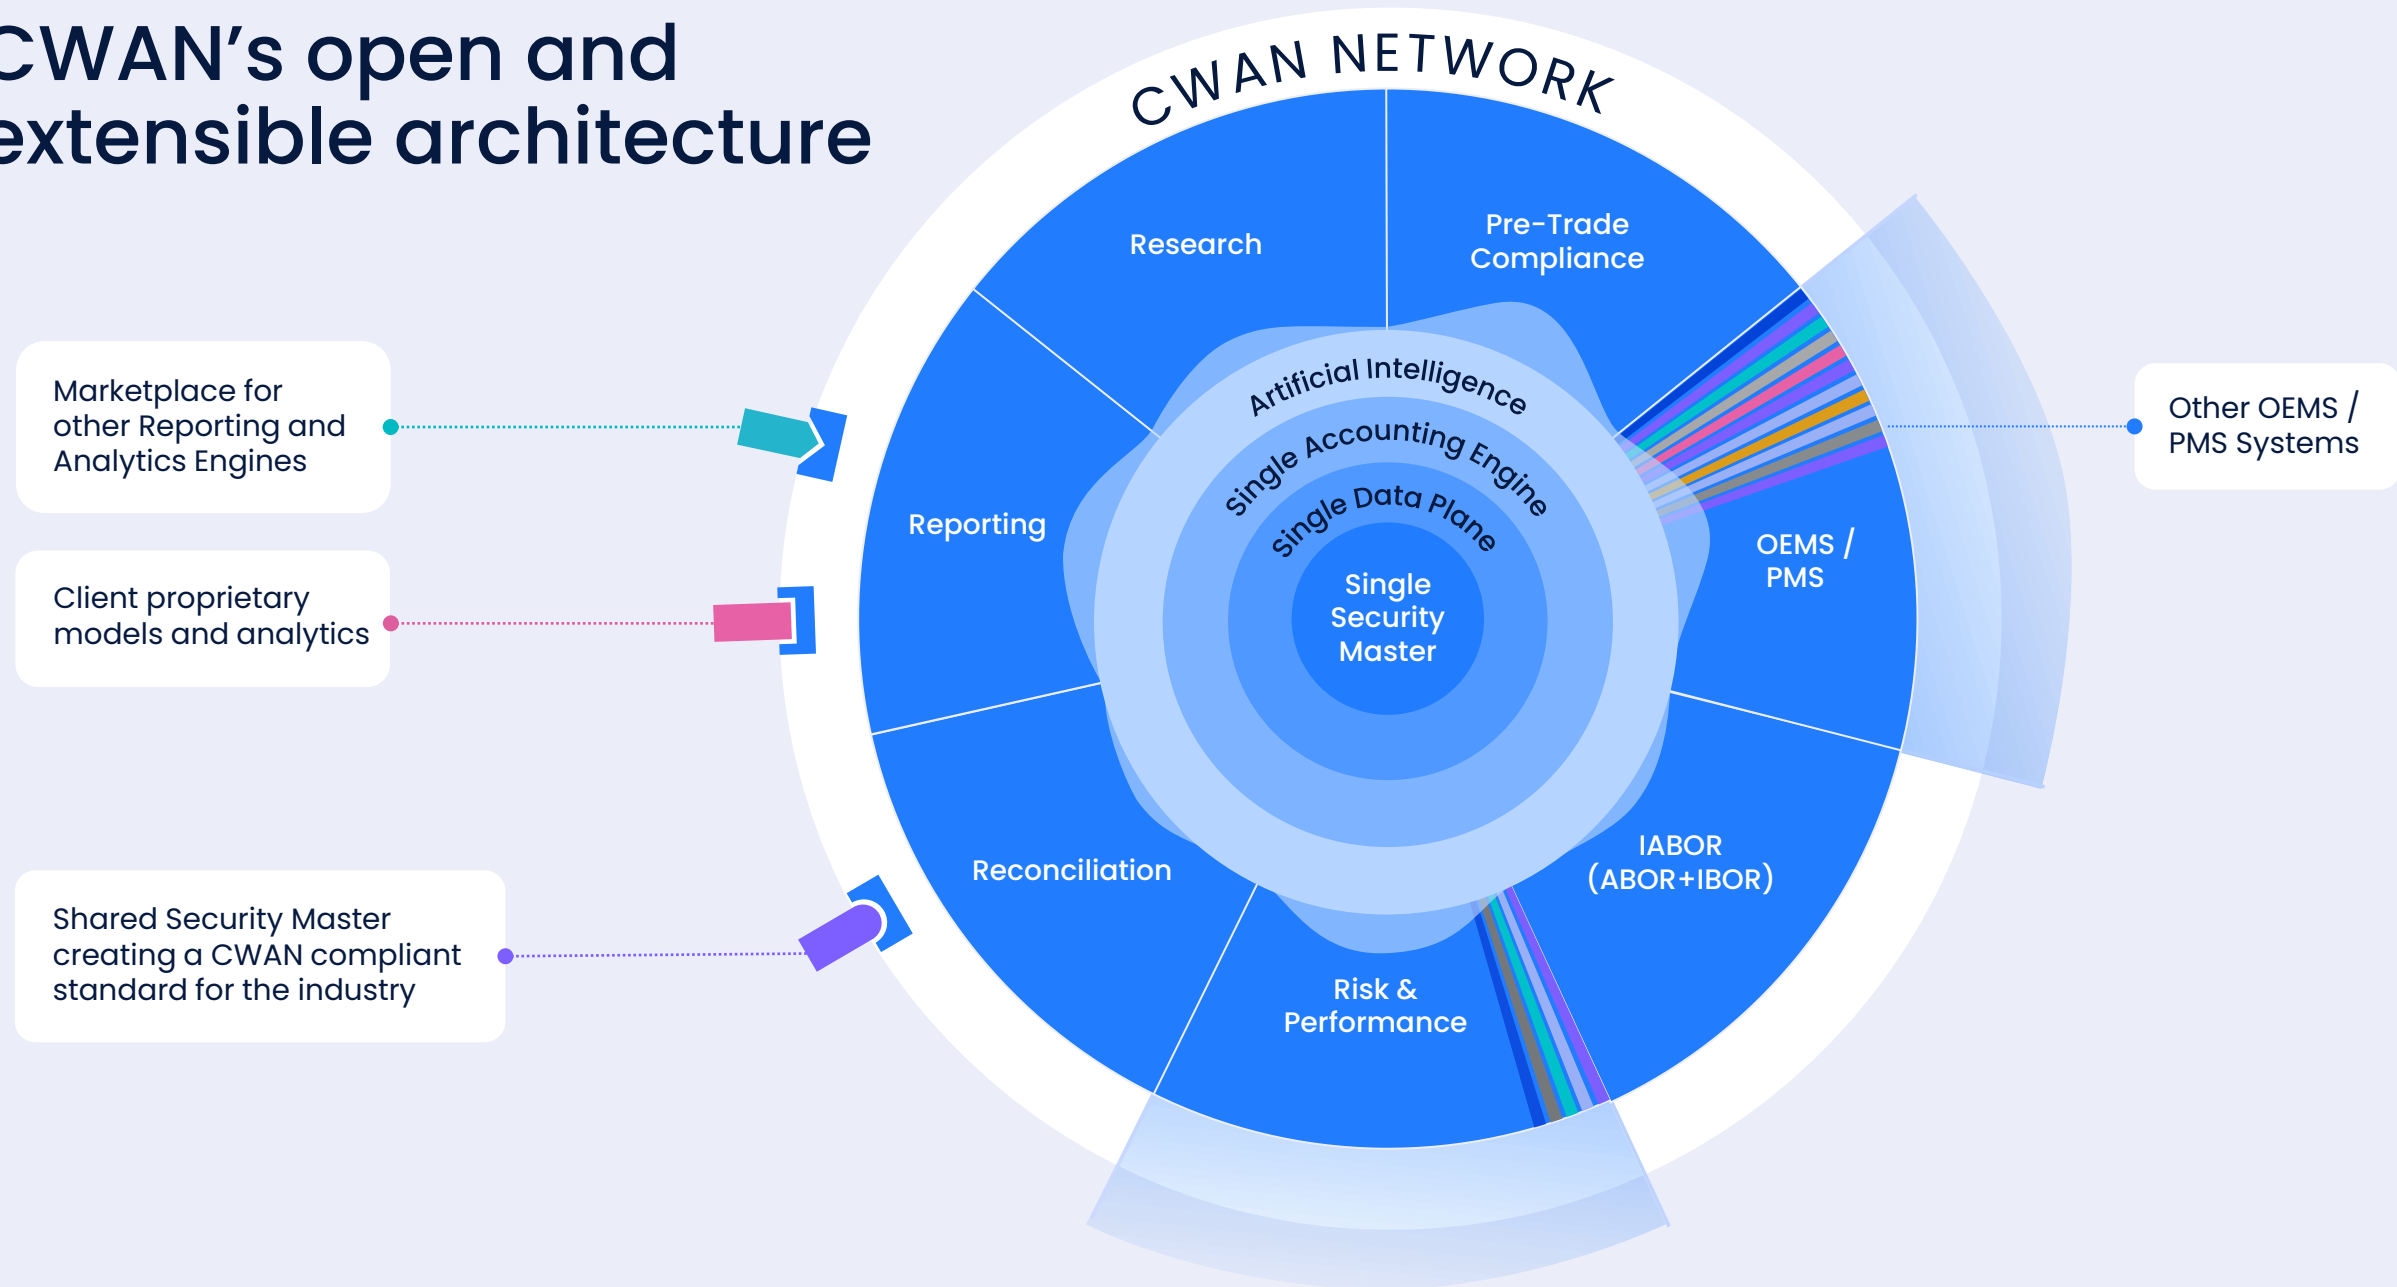 CWAN's open and
extensible architecture
CWAN NETWORK
Research
Pre-Trade
Compliance
Marketplace for
other Reporting and
Analytics Engines
Artificial Intelligence
Single Accounting Engine
Single Data Plane
Single
Security
Master
Other OEMS /
PMS Systems
Reporting
OEMS /
PMS
Client proprietary
models and analytics
Reconciliation
IABOR
(ABOR+IBOR)
Shared Security Master
creating a CWAN compliant
standard for the industry
Risk &
Performance